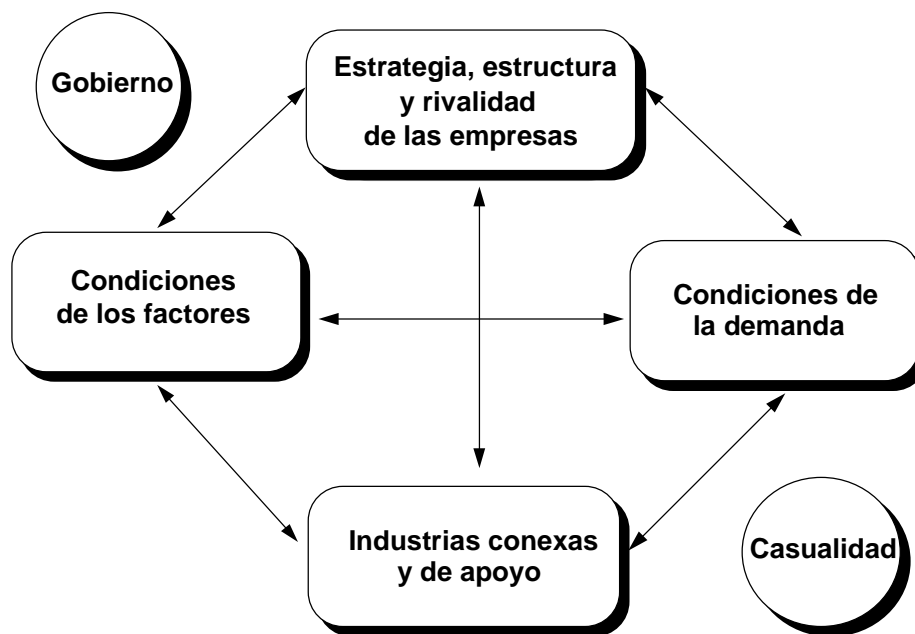 Gobierno
Estrategia, estructura
y rivalidad
de las empresas
Condiciones
de los factores
Condiciones de
la demanda
Industrias conexas
y de apoyo
Casualidad